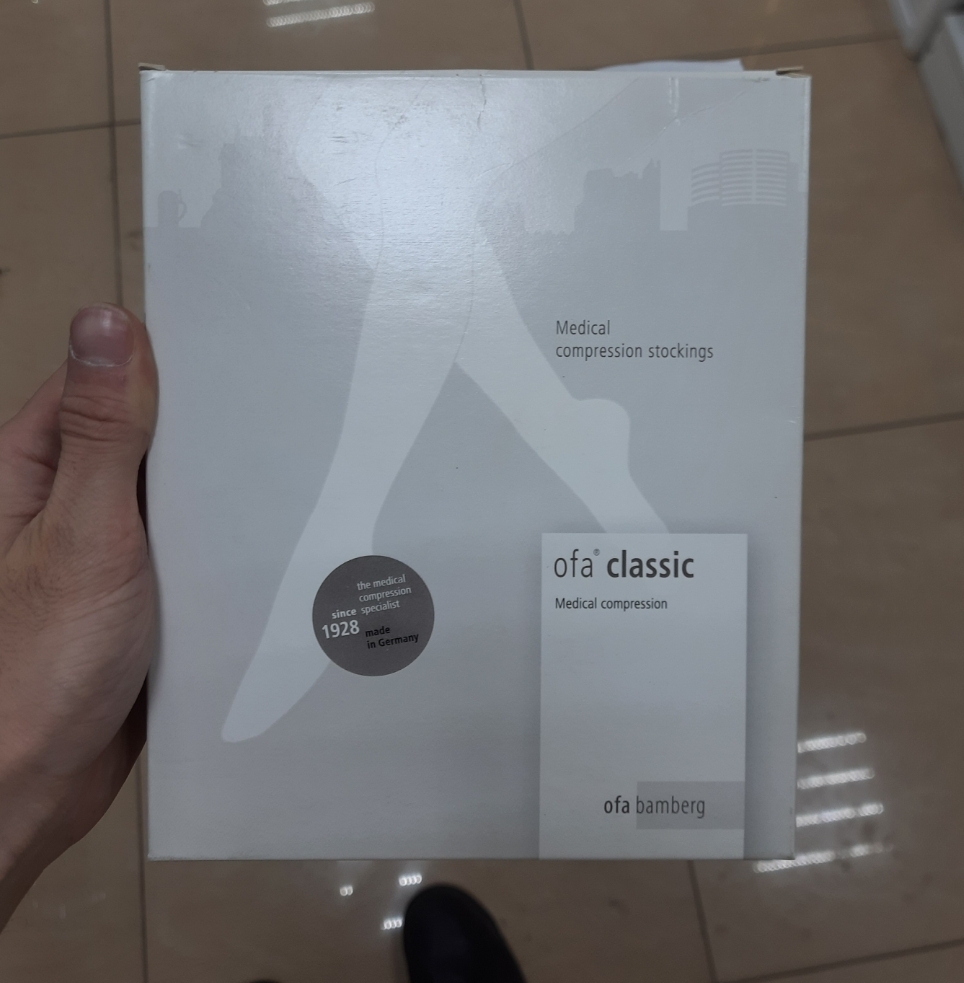 Medical
compression stockings
ofa® classic
Medical compression
the medical
compression
since specialist
1928 made
in Germany
ofa bamberg